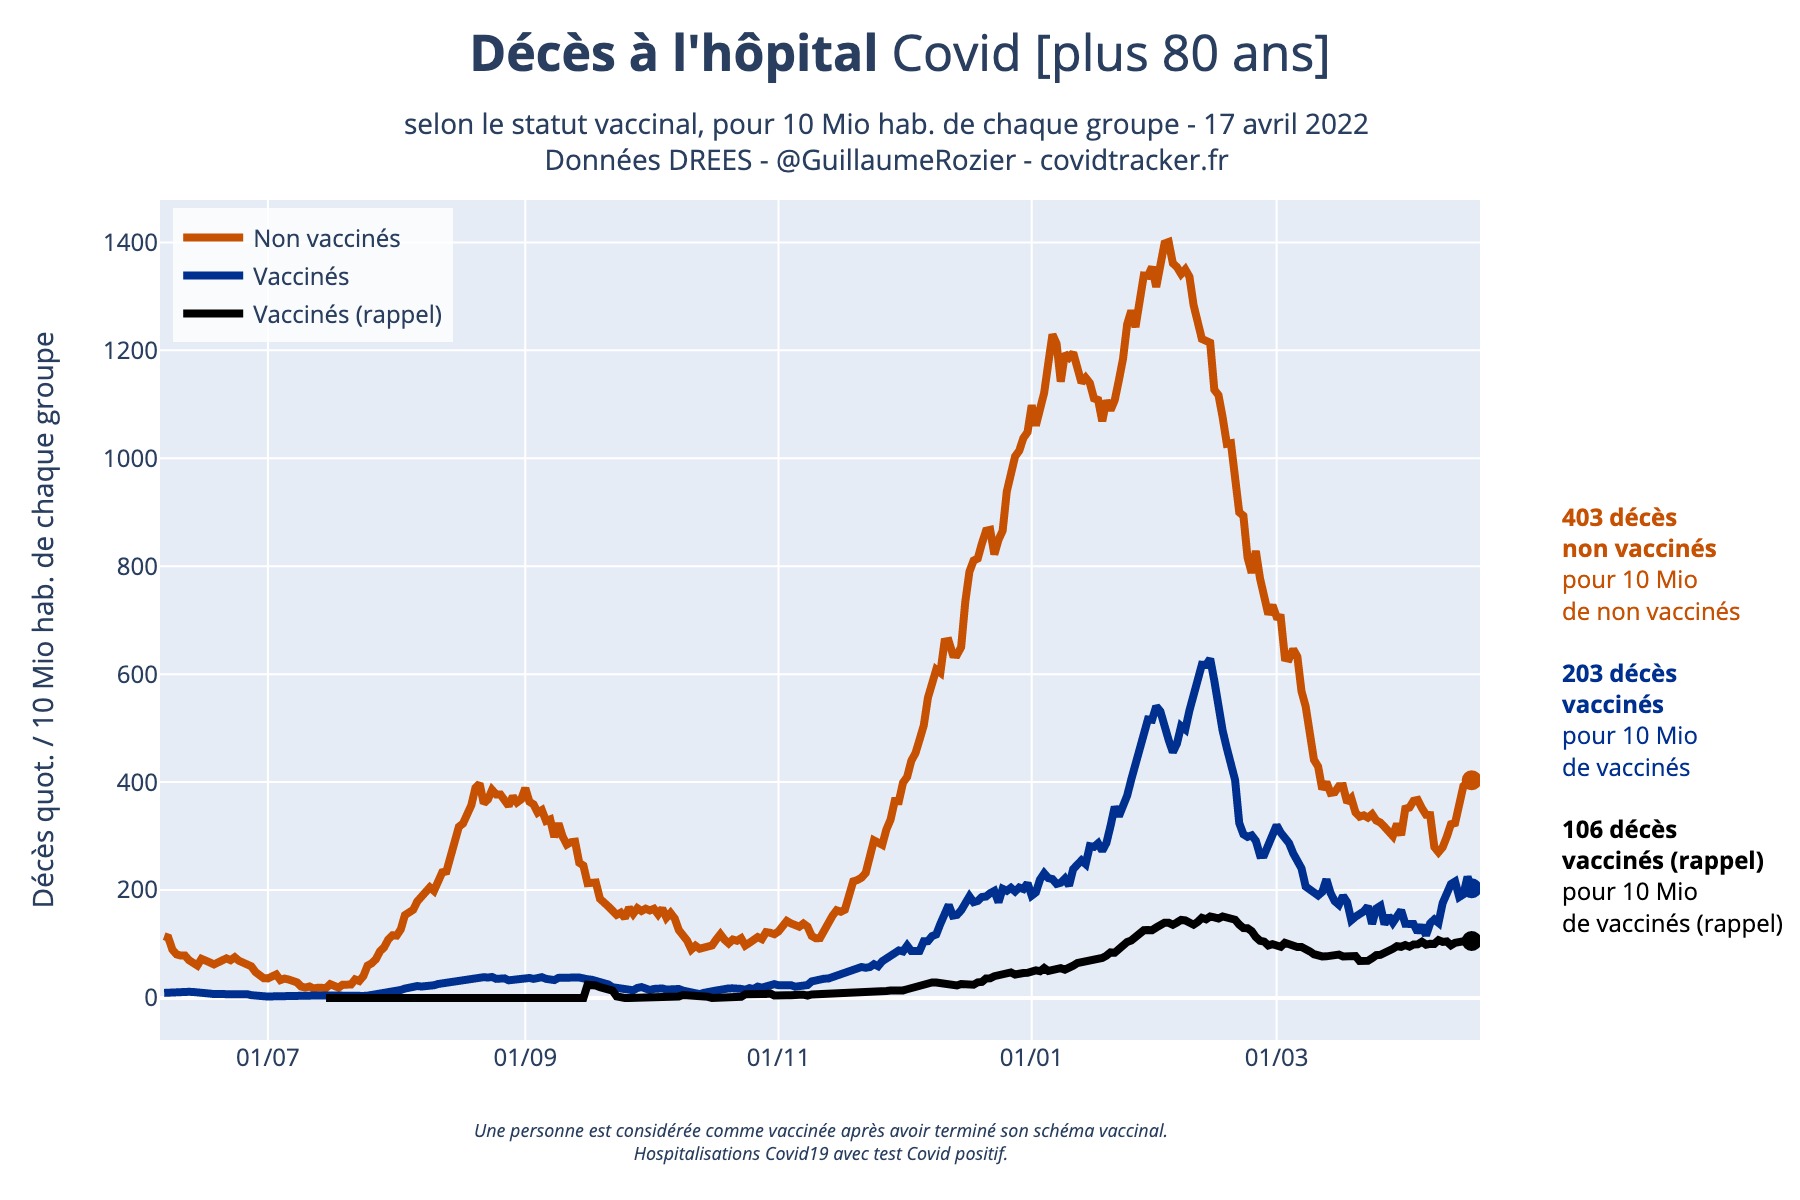 Décès à l'hôpital Covid [plus 80 ans]
selon le statut vaccinal, pour 10 Mio hab. de chaque groupe - 17 avril 2022
Données DREES - @GuillaumeRozier - covidtracker.fr
Non vaccinés
Vaccinés
Vaccinés (rappel)
Décès quot. / 10 Mio hab. de chaque groupe
1400
1200
1000
800
600
400
200
0
01/07
01/09
01/11
01/01
01/03
403 décès
non vaccinés
pour 10 Mio
de non vaccinés
203 décès
vaccinés
pour 10 Mio
de vaccinés
106 décès
vaccinés (rappel)
pour 10 Mio
de vaccinés (rappel)
Une personne est considérée comme vaccinée après avoir terminé son schéma vaccinal.
Hospitalisations Covid19 avec test Covid positif.